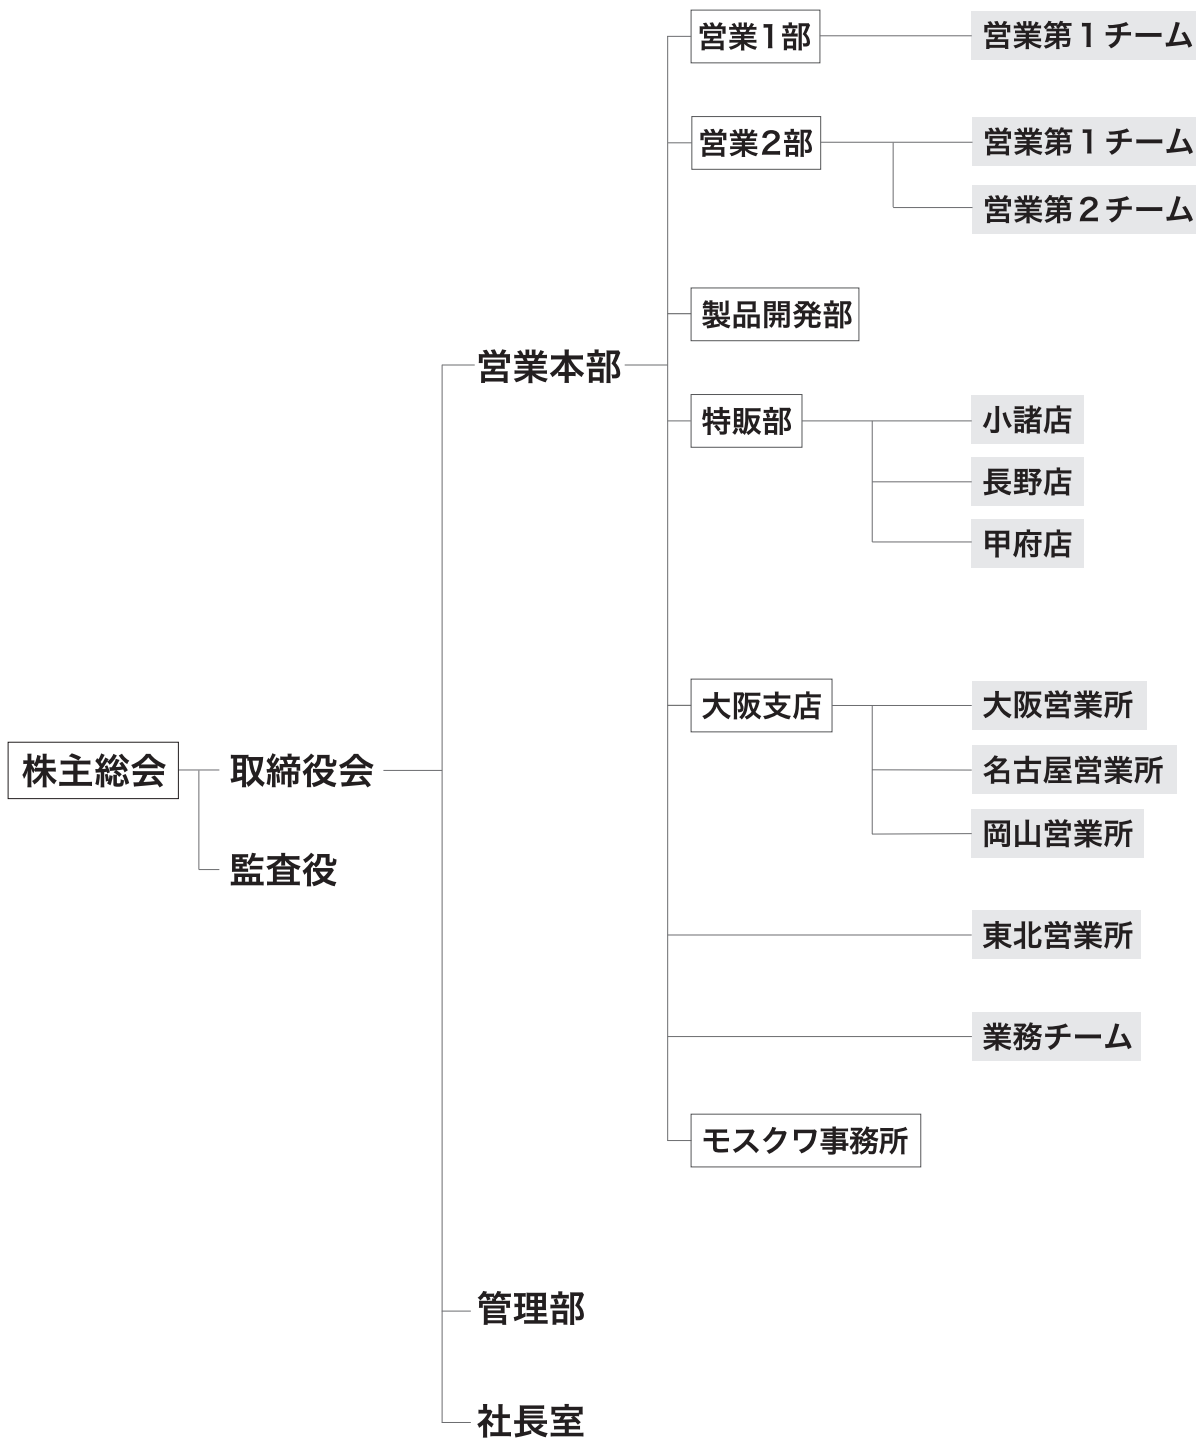 株主総会
取締役会
監査役
営業本部
営業1部
営業第１チーム
営業2部
営業第１チーム
営業第２チーム
製品開発部
特販部
小諸店
長野店
甲府店
大阪支店
大阪営業所
名古屋営業所
岡山営業所
東北営業所
業務チーム
モスクワ事務所
管理部
社長室